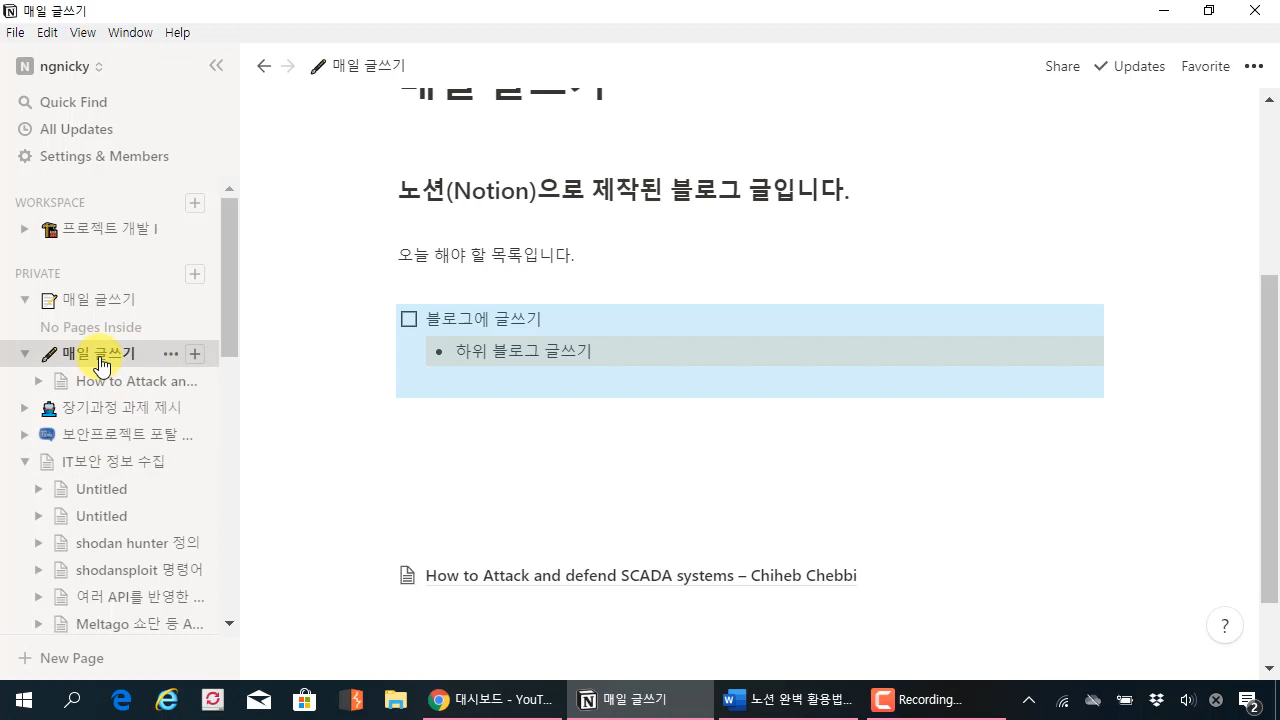 매일 글쓰기
File Edit View Window Help
N ngnicky
매일 글쓰기
Share Updates Favorite
Quick Find
All Updates
Settings & Members
WORKSPACE
프로젝트 개발 I
PRIVATE
매일 글쓰기
No Pages Inside
매일 글쓰기
How to Attack an...
장기과정 과제 제시
보안프로젝트 포탈 ...
IT보안 정보 수집
Untitled
Untitled
shodan hunter 정의
shodansploit 명령어
여러 API를 반영한 ...
Meltago 쇼단 등 A...
New Page
매일 글쓰기
노션(Notion)으로 제작된 블로그 글입니다.
오늘 해야 할 목록입니다.
블로그에 글쓰기
하위 블로그 글쓰기
How to Attack and defend SCADA systems – Chiheb Chebbi
?
대시보드 - YouT...
매일 글쓰기
노션 완벽 활용법...
Recording...
2